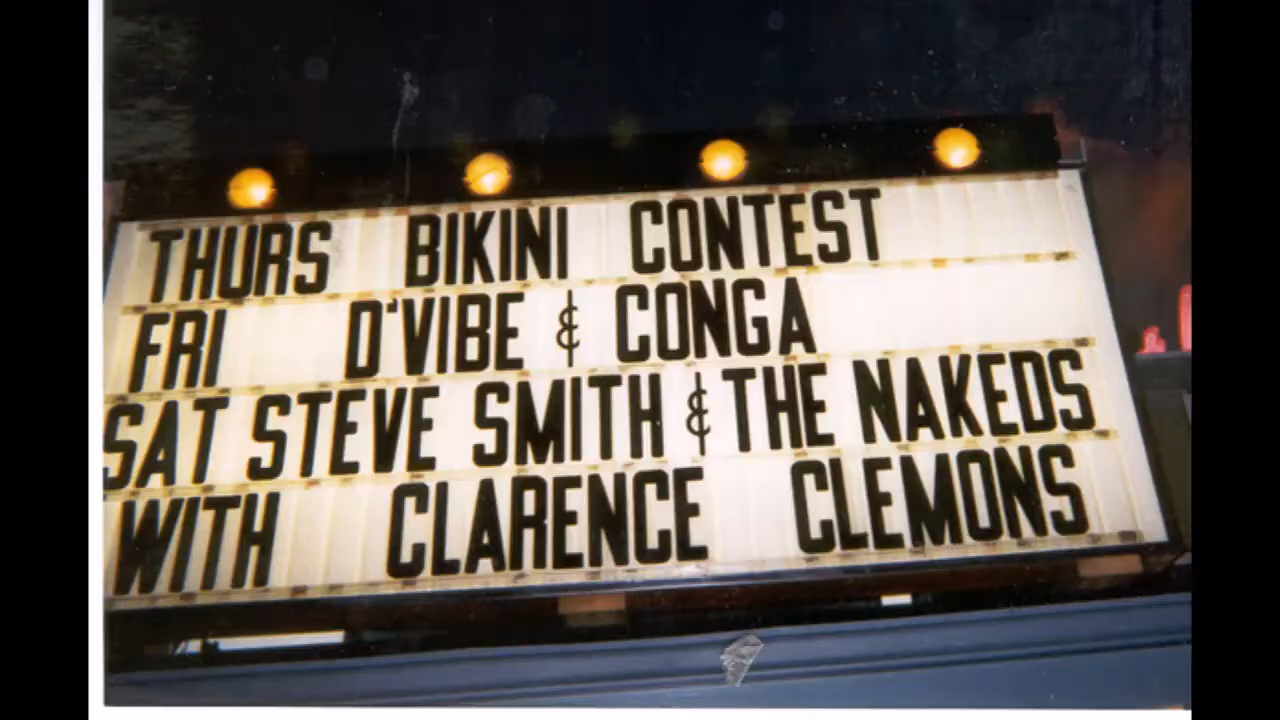 THURS BIKINI CONTEST
FRI D'VIBE & CONGA
SAT STEVE SMITH & THE NAKEDS
WITH CLARENCE CLEMONS